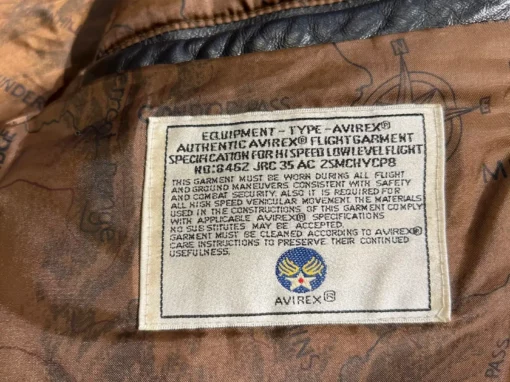 EQUIPMENT - TYPE - AVIREX®
AUTHENTIC AVIREX® FLIGHT GARMENT
SPECIFICATION FOR HI SPEED LOW LEVEL FLIGHT
NO: 8462 JRC 35 AC 25MCHYCP8
THIS GARMENT MUST BE WORN DURING ALL FLIGHT
AND GROUND MANEUVERS CONSISTENT WITH SAFETY
AND COMBAT SECURITY. ALSO IT IS REQUIRED FOR
ALL HIGH SPEED VEHICULAR MOVEMENT. THE MATERIALS
USED IN THE CONSTRUCTIONS, OF THIS GARMENT COMPLY
WITH APPLICABLE AVIREX® SPECIFICATIONS
NO SUBSTITUTES MAY BE ACCEPTED.
GARMENT MUST BE CLEANED ACCORDING TO AVIREX®
CARE INSTRUCTIONS TO PRESERVE THEIR CONTINUED
USEFULNESS.
AVIREX®
PASS